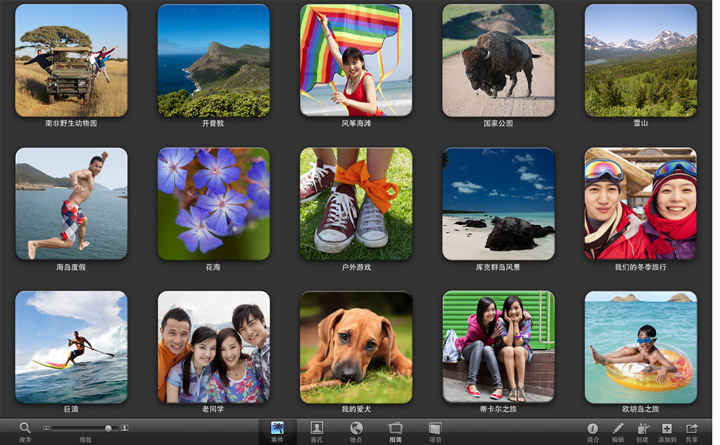 南非野生动物园
开普敦
风筝海滩
国家公园
雪山
海岛度假
花海
户外游戏
库克群岛风景
我们的冬季旅行
巨浪
老同学
我的爱犬
蒂卡尔之旅
欧胡岛之旅
搜索
缩放
事件
面孔
地点
相簿
项目
简介
编辑
创建
添加到
共享